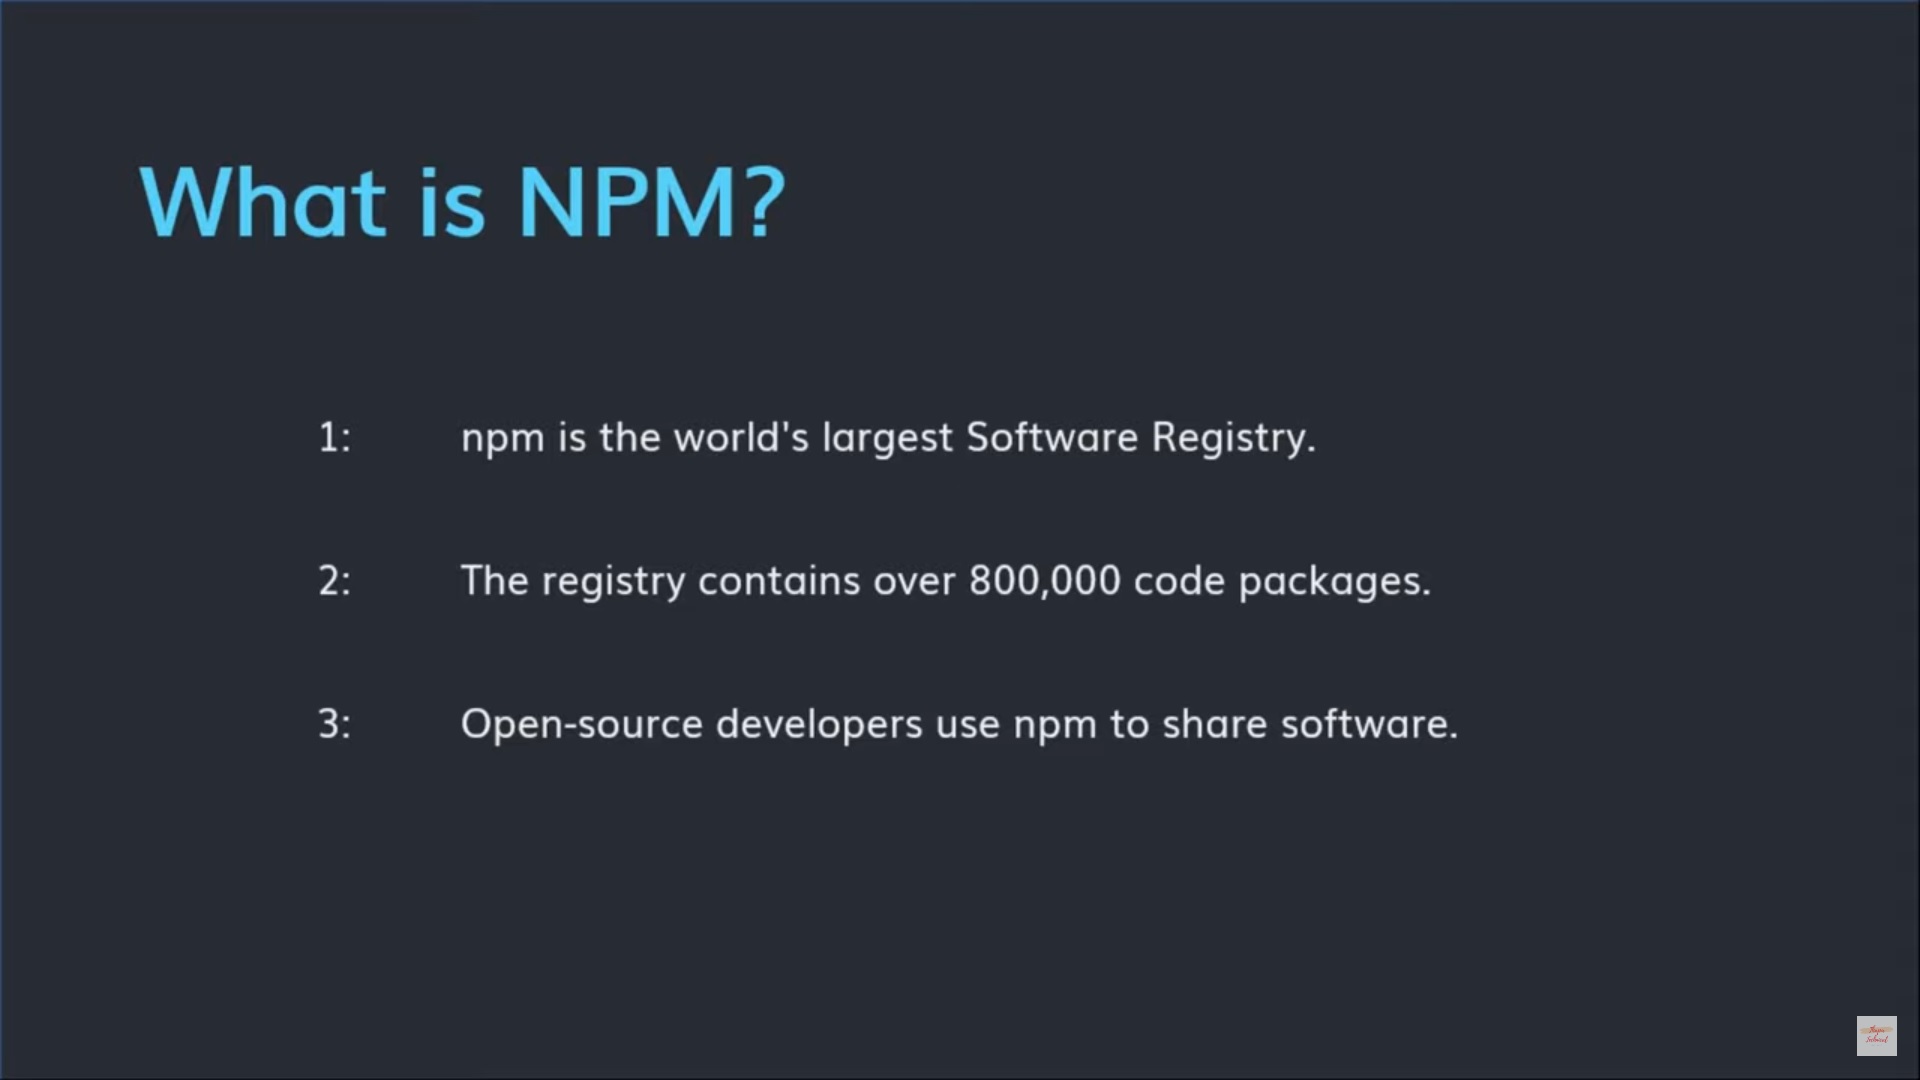 What is NPM?
1: npm is the world's largest Software Registry.
2: The registry contains over 800,000 code packages.
3: Open-source developers use npm to share software.